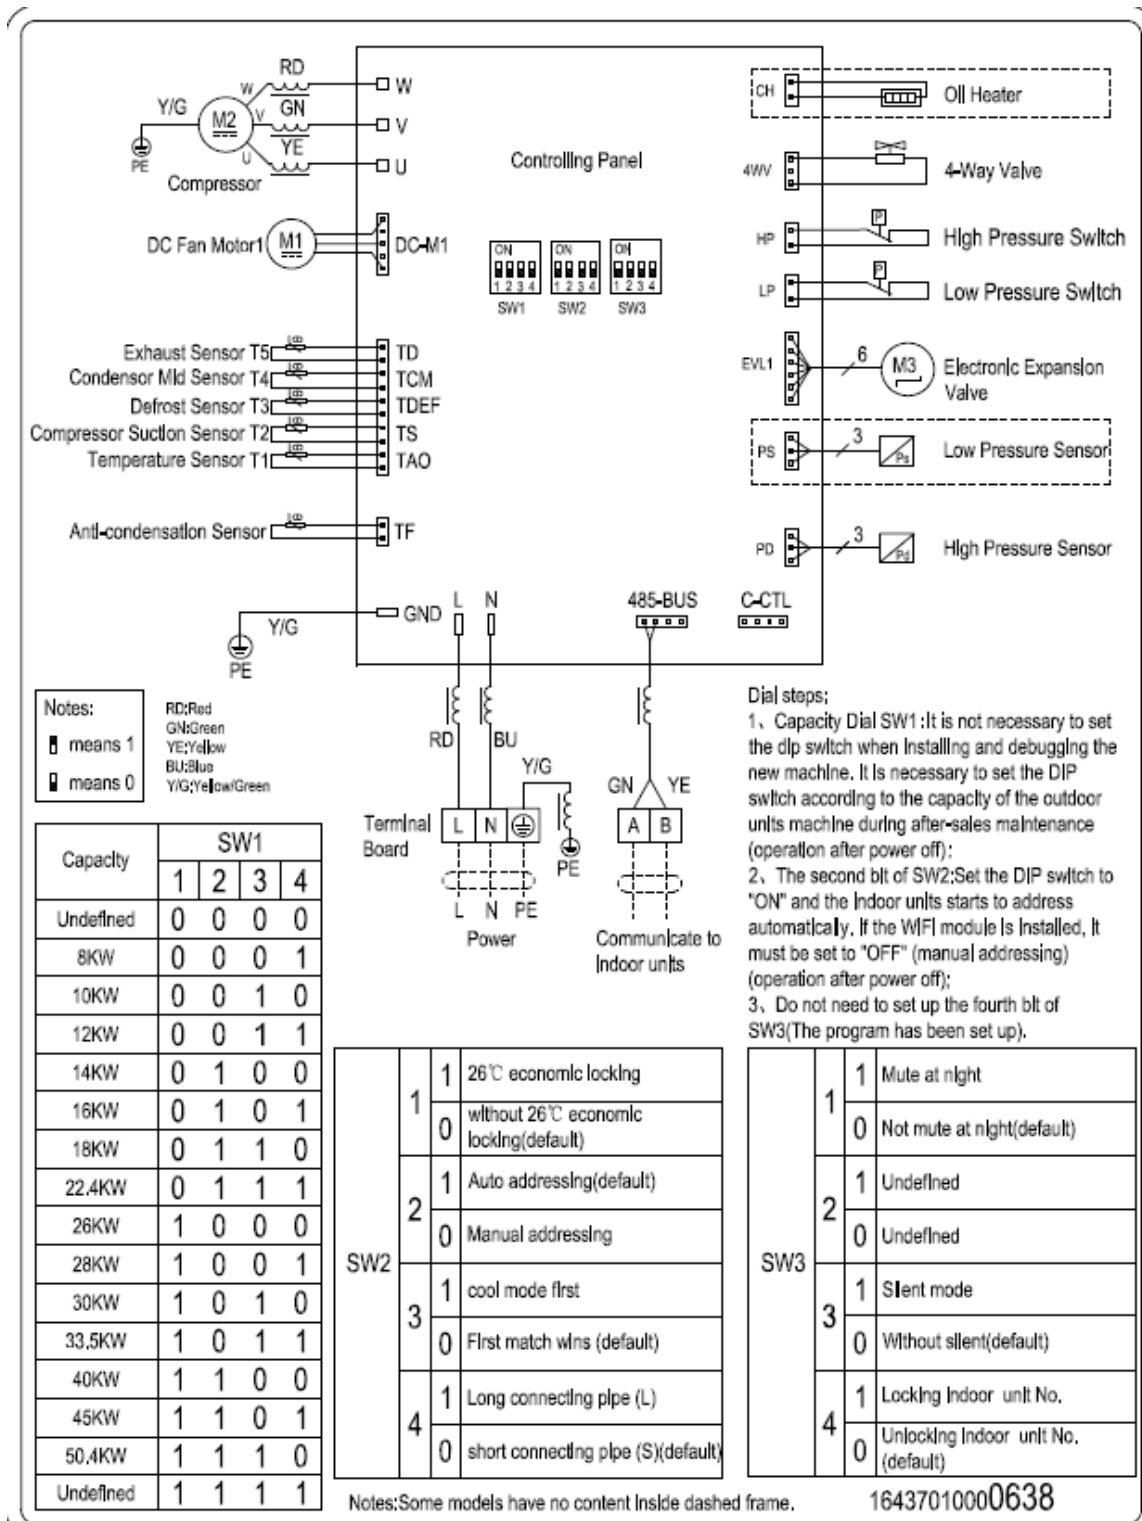 RD
W
Y/G
GN
M2
V
V
YE
U
PE
Compressor
W
U
Controlling Panel
CH
Oil Heater
4WV
4-Way Valve
DC Fan Motor1
M1
DC-M1
HP
P
High Pressure Switch
LP
P
Low Pressure Switch
ON
1 2 3 4
SW1
ON
1 2 3 4
SW2
ON
1 2 3 4
SW3
Exhaust Sensor T5
TD
Condensor Mid Sensor T4
TCM
Defrost Sensor T3
TDEF
Compressor Suction Sensor T2
TS
Temperature Sensor T1
TAO
EVL1
6
M3
Electronic Expansion
Valve
PS
3
Ps
Low Pressure Sensor
Anti-condensation Sensor
TF
PD
3
Pd
High Pressure Sensor
GND
Y/G
PE
L
N
485-BUS
C-CTL
Notes:
means 1
means 0
RD:Red
GN:Green
YE:Yellow
BU:Blue
Y/G:Yellow/Green
RD
BU
Y/G
PE
GN
YE
Terminal
Board
L N
A B
L N PE
Power
Communicate to
indoor units
Dial steps:
1、Capacity Dial SW1:It is not necessary to set
the dip switch when installing and debugging the
new machine. It is necessary to set the DIP
switch according to the capacity of the outdoor
units machine during after-sales maintenance
(operation after power off);
2、The second bit of SW2:Set the DIP switch to
"ON" and the indoor units starts to address
automatically. If the WIFI module is installed, it
must be set to "OFF" (manual addressing)
(operation after power off);
3、Do not need to set up the fourth bit of
SW3(The program has been set up).
Capacity SW1
1 2 3 4
Undefined 0 0 0 0
8KW 0 0 0 1
10KW 0 0 1 0
12KW 0 0 1 1
14KW 0 1 0 0
16KW 0 1 0 1
18KW 0 1 1 0
22.4KW 0 1 1 1
26KW 1 0 0 0
28KW 1 0 0 1
30KW 1 0 1 0
33.5KW 1 0 1 1
40KW 1 1 0 0
45KW 1 1 0 1
50.4KW 1 1 1 0
Undefined 1 1 1 1
SW2
1
1 26℃ economic locking
0 without 26℃ economic
locking(default)
2
1 Auto addressing(default)
0 Manual addressing
3
1 cool mode first
0 First match wins (default)
4
1 Long connecting pipe (L)
0 short connecting pipe (S)(default)
SW3
1
1 Mute at night
0 Not mute at night(default)
2
1 Undefined
0 Undefined
3
1 Silent mode
0 Without silent(default)
4
1 Locking indoor unit No.
0 Unlocking indoor unit No.
(default)
Notes:Some models have no content inside dashed frame.
16437010000638